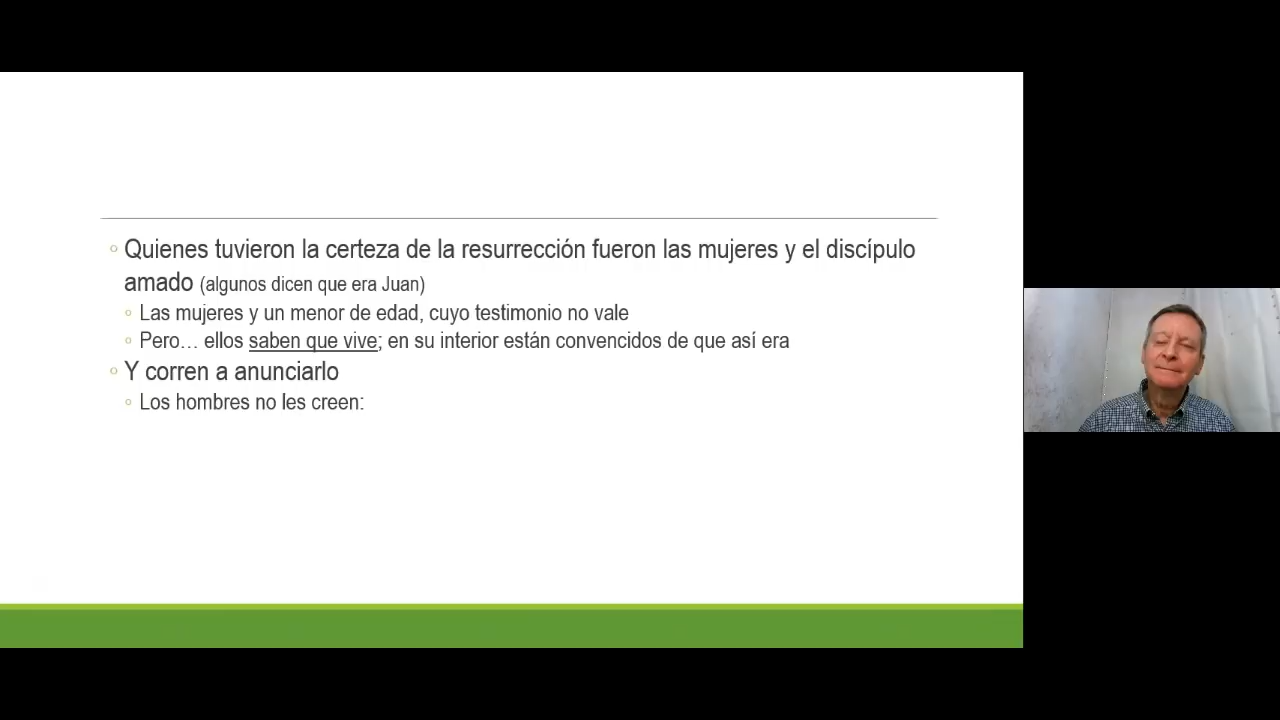 Quienes tuvieron la certeza de la resurrección fueron las mujeres y el discípulo
amado (algunos dicen que era Juan)
Las mujeres y un menor de edad, cuyo testimonio no vale
Pero… ellos saben que vive; en su interior están convencidos de que así era
Y corren a anunciarlo
Los hombres no les creen: